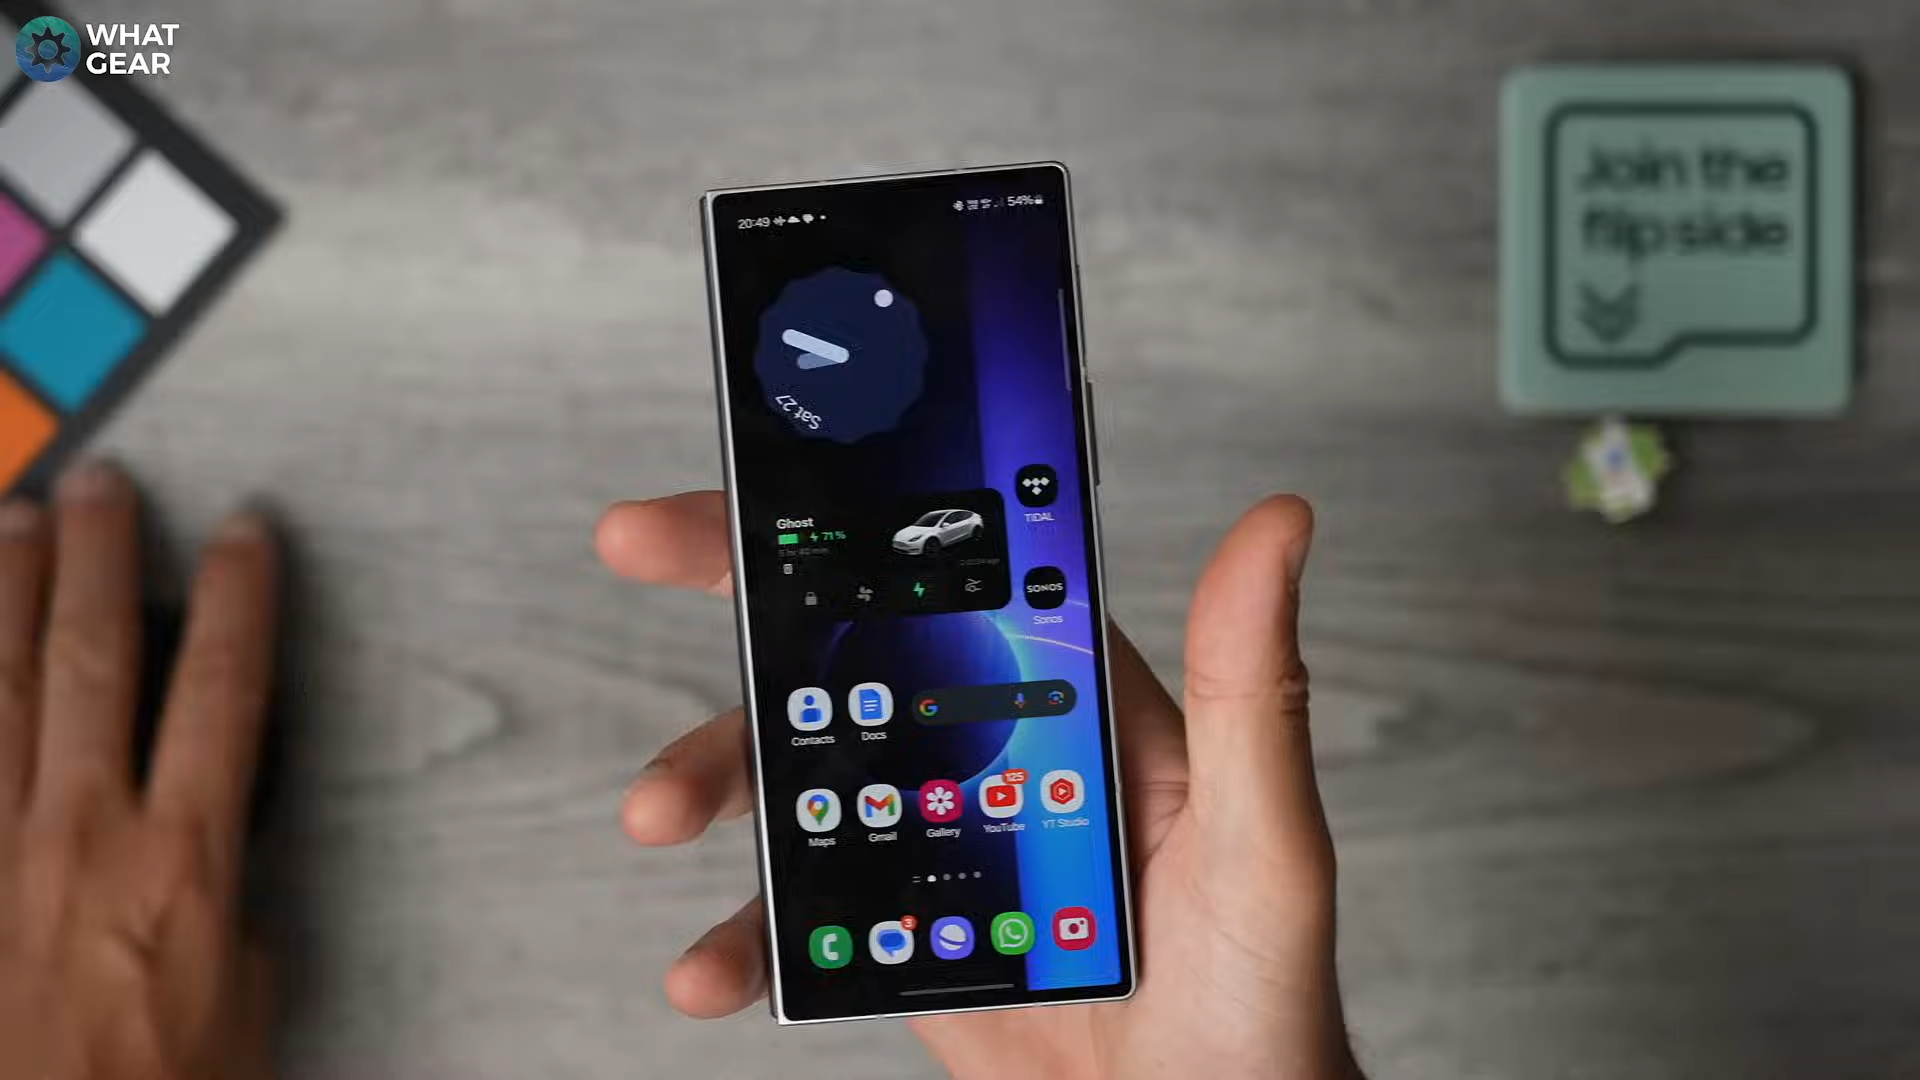 WHAT
GEAR
Join the
flip side
20:49
54%
Sat 27
Ghost
71%
TIDAL
SONOS
Sonos
Contacts
Docs
Maps
Gmail
Gallery
125
YouTube
YT Studio
3